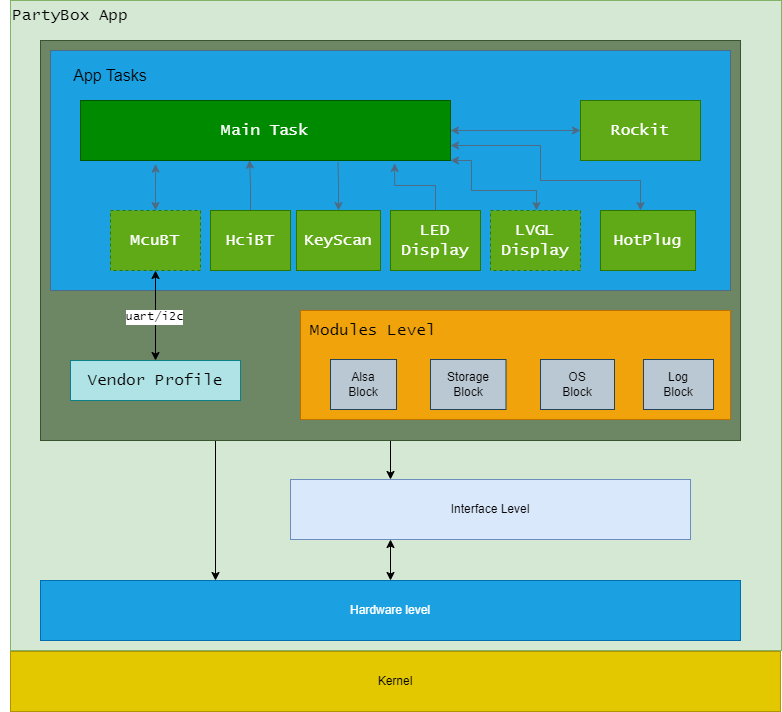 PartyBox App
App Tasks
Main Task
Rockit
McuBT
HciBT
KeyScan
LED
Display
LVGL
Display
HotPlug
uart/i2c
Vendor Profile
Modules Level
Alsa
Block
Storage
Block
OS
Block
Log
Block
Interface Level
Hardware level
Kernel